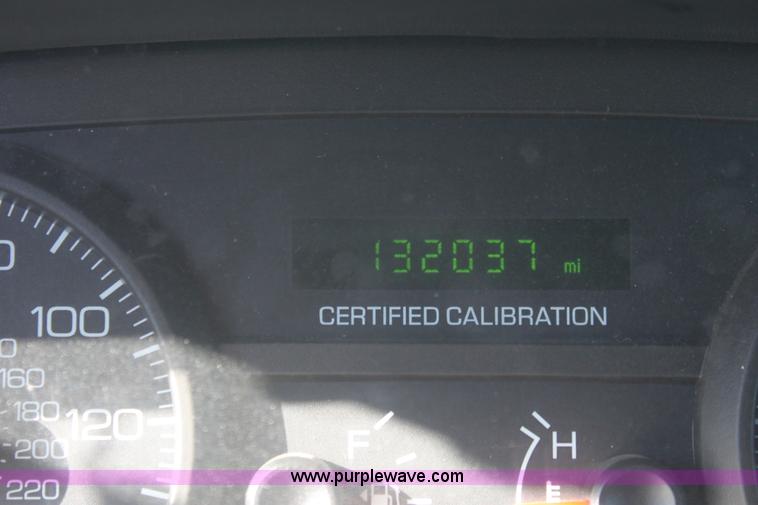 132037 mi
CERTIFIED CALIBRATION
100
120
160
180
200
220
F
H
www.purplewave.com